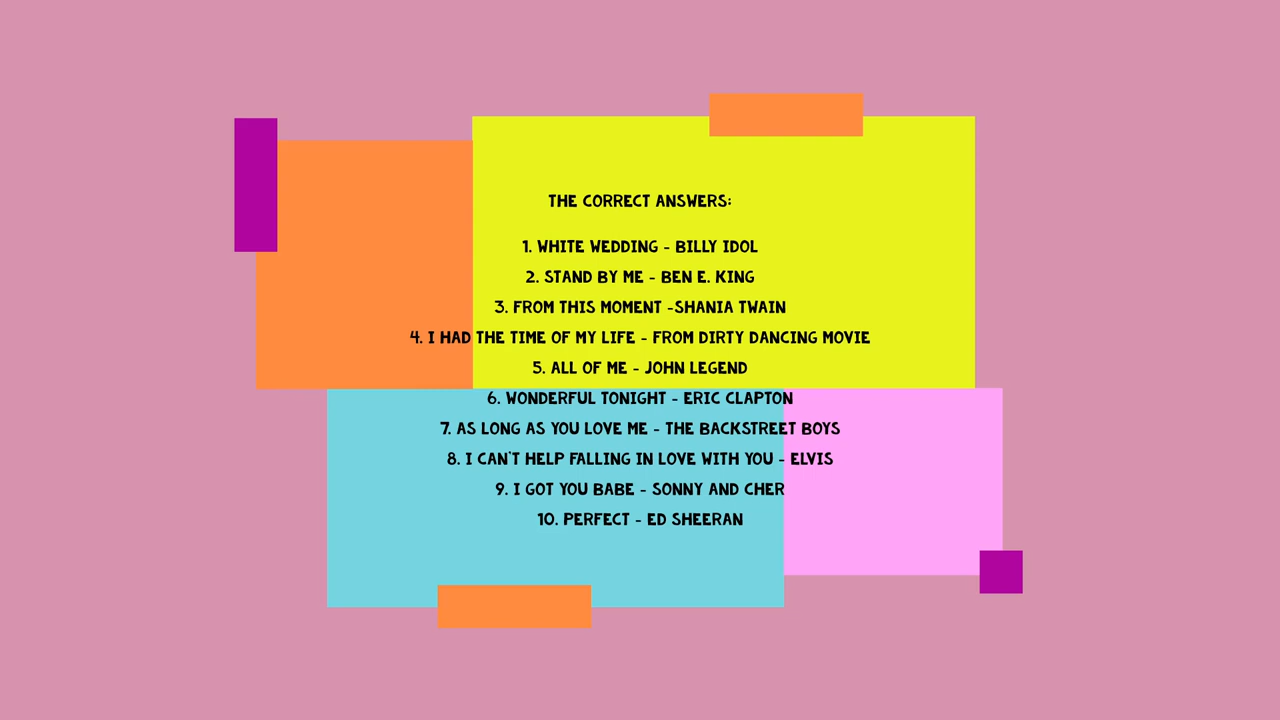 THE CORRECT ANSWERS:
1. WHITE WEDDING - BILLY IDOL
2. STAND BY ME - BEN E. KING
3. FROM THIS MOMENT -SHANIA TWAIN
4. I HAD THE TIME OF MY LIFE - FROM DIRTY DANCING MOVIE
5. ALL OF ME - JOHN LEGEND
6. WONDERFUL TONIGHT - ERIC CLAPTON
7. AS LONG AS YOU LOVE ME - THE BACKSTREET BOYS
8. I CAN'T HELP FALLING IN LOVE WITH YOU - ELVIS
9. I GOT YOU BABE - SONNY AND CHER
10. PERFECT - ED SHEERAN